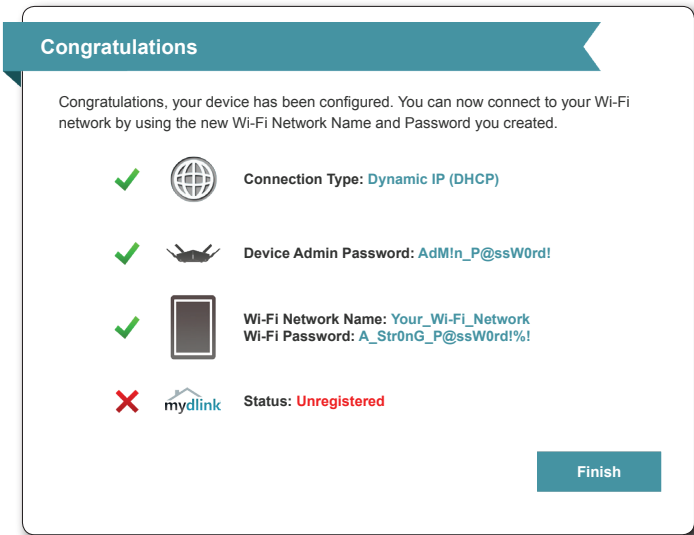 Congratulations
Congratulations, your device has been configured. You can now connect to your Wi-Fi
network by using the new Wi-Fi Network Name and Password you created.
Connection Type: Dynamic IP (DHCP)
Device Admin Password: AdM!n_P@ssW0rd!
Wi-Fi Network Name: Your_Wi-Fi_Network
Wi-Fi Password: A_Str0nG_P@ssW0rd!%!
mydlink Status: Unregistered
Finish